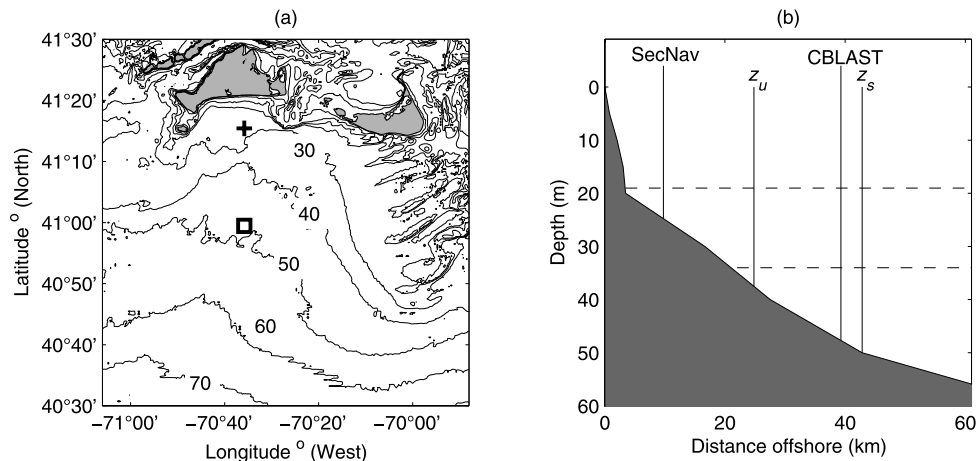 (a)
41°30'
41°20'
41°10'
41°00'
40°50'
40°40'
40°30'
Latitude ° (North)
30
40
50
60
70
−71°00'
−70°40'
−70°20'
−70°00'
Longitude ° (West)
(b)
SecNav
z_u
CBLAST
z_s
0
10
20
30
40
50
60
Depth (m)
0
20
40
60
Distance offshore (km)